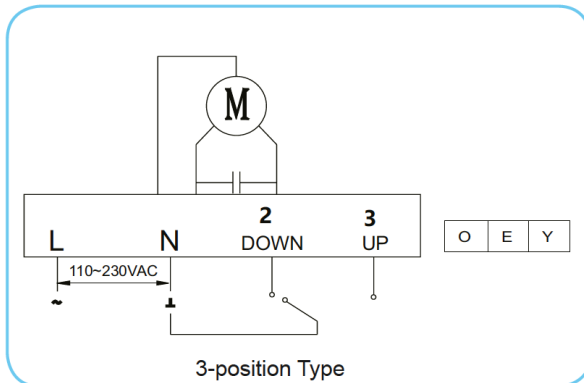 M
2 3
L N DOWN UP
O E Y
110~230VAC
~ ⊥
3-position Type